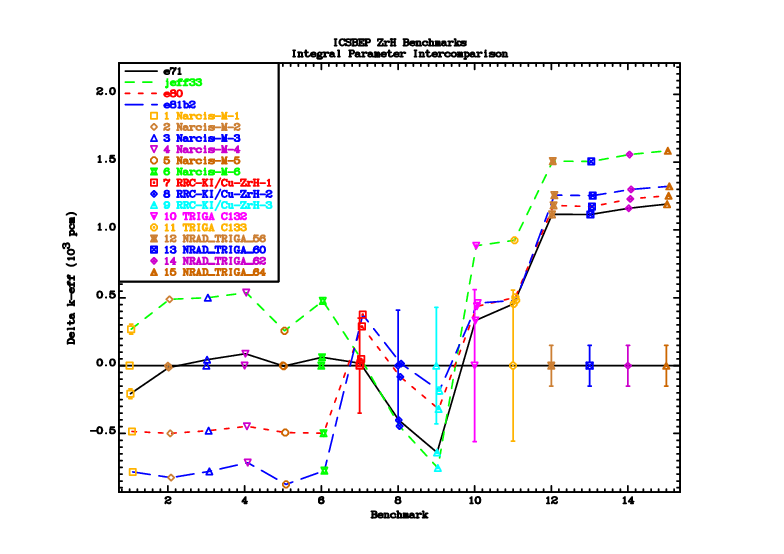 ICSBEP ZrH Benchmarks
Integral Parameter Intercomparison
e71
jeff33
e80
e81b2
1 Narcis-M-1
2 Narcis-M-2
3 Narcis-M-3
4 Narcis-M-4
5 Narcis-M-5
6 Narcis-M-6
7 RRC-KI/Cu-ZrH-1
8 RRC-KI/Cu-ZrH-2
9 RRC-KI/Cu-ZrH-3
10 TRIGA C132
11 TRIGA C133
12 NRAD_TRIGA_56
13 NRAD_TRIGA_60
14 NRAD_TRIGA_62
15 NRAD_TRIGA_64
2.0
1.5
1.0
0.5
0.0
-0.5
Delta k-eff (10³ pcm)
2 4 6 8 10 12 14
Benchmark